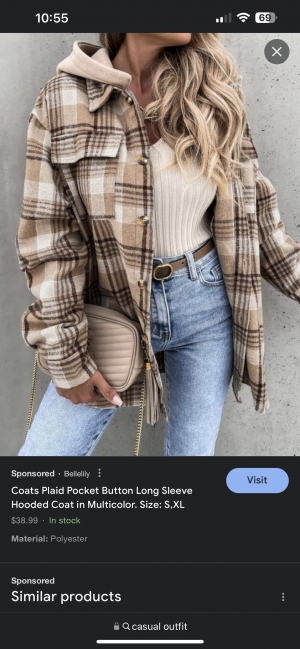 10:55
69
Sponsored · Bellelily
Coats Plaid Pocket Button Long Sleeve
Hooded Coat in Multicolor. Size: S,XL
$38.99 · In stock
Material: Polyester
Visit
Sponsored
Similar products
casual outfit